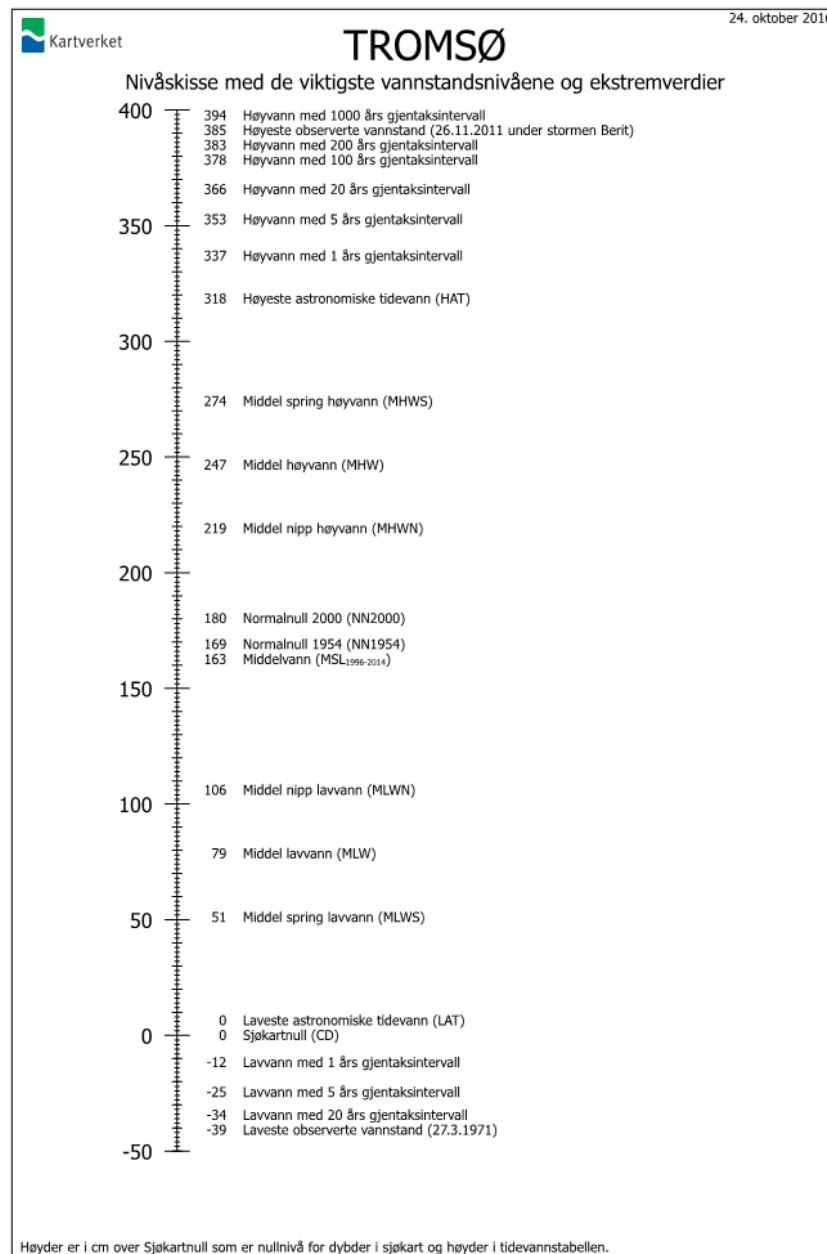 24. oktober 2016
Kartverket
TROMSØ
Nivåskisse med de viktigste vannstandsnivåene og ekstremverdier
400
394 Høyvann med 1000 års gjentaksintervall
385 Høyeste observerte vannstand (26.11.2011 under stormen Berit)
383 Høyvann med 200 års gjentaksintervall
378 Høyvann med 100 års gjentaksintervall
366 Høyvann med 20 års gjentaksintervall
353 Høyvann med 5 års gjentaksintervall
350
337 Høyvann med 1 års gjentaksintervall
318 Høyeste astronomiske tidevann (HAT)
300
274 Middel spring høyvann (MHWS)
250
247 Middel høyvann (MHW)
219 Middel nipp høyvann (MHWN)
200
180 Normalnull 2000 (NN2000)
169 Normalnull 1954 (NN1954)
163 Middelvann (MSL1996-2014)
150
106 Middel nipp lavvann (MLWN)
100
79 Middel lavvann (MLW)
50
51 Middel spring lavvann (MLWS)
0 Laveste astronomiske tidevann (LAT)
0
0 Sjøkartnull (CD)
-12 Lavvann med 1 års gjentaksintervall
-25 Lavvann med 5 års gjentaksintervall
-34 Lavvann med 20 års gjentaksintervall
-39 Laveste observerte vannstand (27.3.1971)
-50
Høyder er i cm over Sjøkartnull som er nullnivå for dybder i sjøkart og høyder i tidevannstabellen.